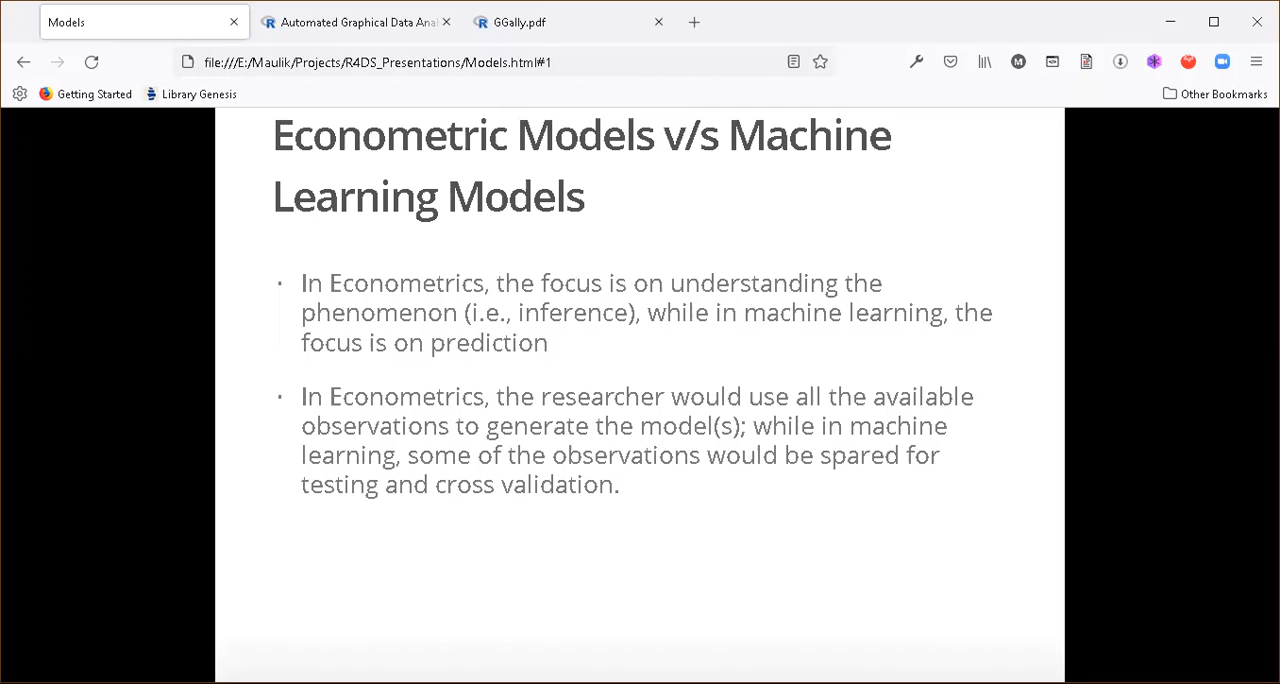 Models
Automated Graphical Data Anal
GGally.pdf
file:///E:/Maulik/Projects/R4DS_Presentations/Models.html#1
Getting Started
Library Genesis
Other Bookmarks
Econometric Models v/s Machine
Learning Models
· In Econometrics, the focus is on understanding the
phenomenon (i.e., inference), while in machine learning, the
focus is on prediction
· In Econometrics, the researcher would use all the available
observations to generate the model(s); while in machine
learning, some of the observations would be spared for
testing and cross validation.